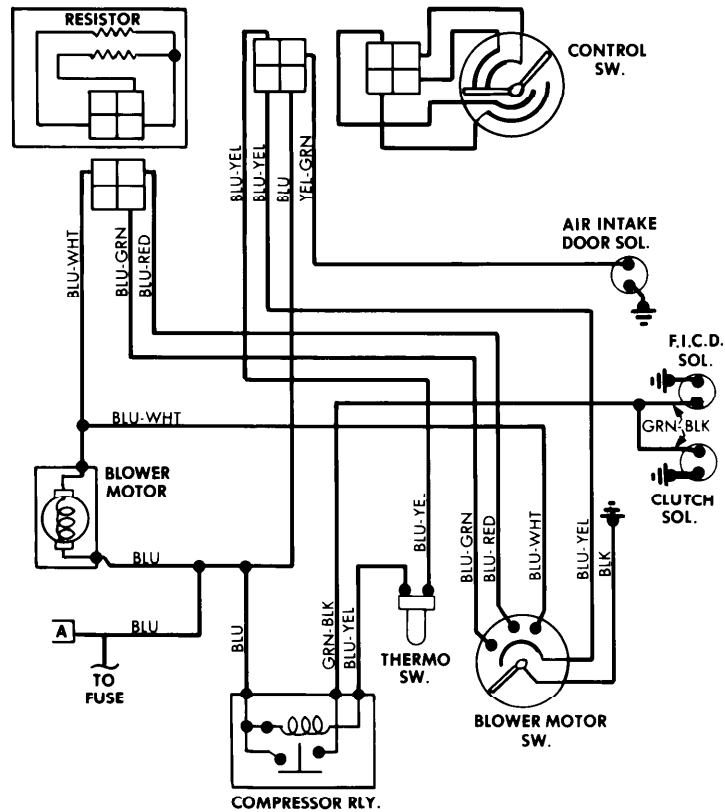 RESISTOR
CONTROL
SW.
BLU-YEL
BLU-YEL
BLU
YEL-GRN
AIR INTAKE
DOOR SOL.
BLU-WHT
BLU-GRN
BLU-RED
F.I.C.D.
SOL.
BLU-WHT
GRN-BLK
BLOWER
MOTOR
CLUTCH
SOL.
BLU-YEL
BLU-GRN
BLU-RED
BLU-WHT
BLU-YEL
BLK
BLU
A
BLU
BLU
GRN-BLK
BLU-YEL
TO
FUSE
THERMO
SW.
BLOWER MOTOR
SW.
COMPRESSOR RLY.